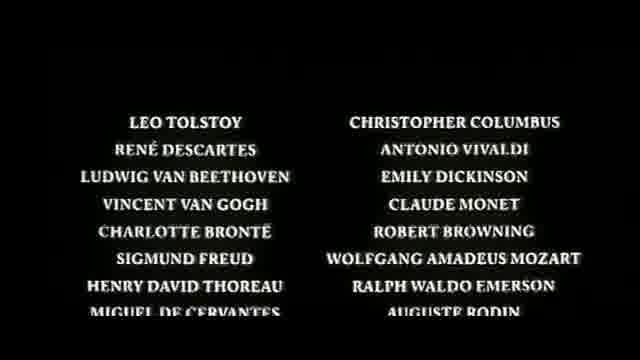 LEO TOLSTOY
RENÉ DESCARTES
LUDWIG VAN BEETHOVEN
VINCENT VAN GOGH
CHARLOTTE BRONTË
SIGMUND FREUD
HENRY DAVID THOREAU
MIGUEL DE CERVANTES
CHRISTOPHER COLUMBUS
ANTONIO VIVALDI
EMILY DICKINSON
CLAUDE MONET
ROBERT BROWNING
WOLFGANG AMADEUS MOZART
RALPH WALDO EMERSON
AUGUSTE RODIN